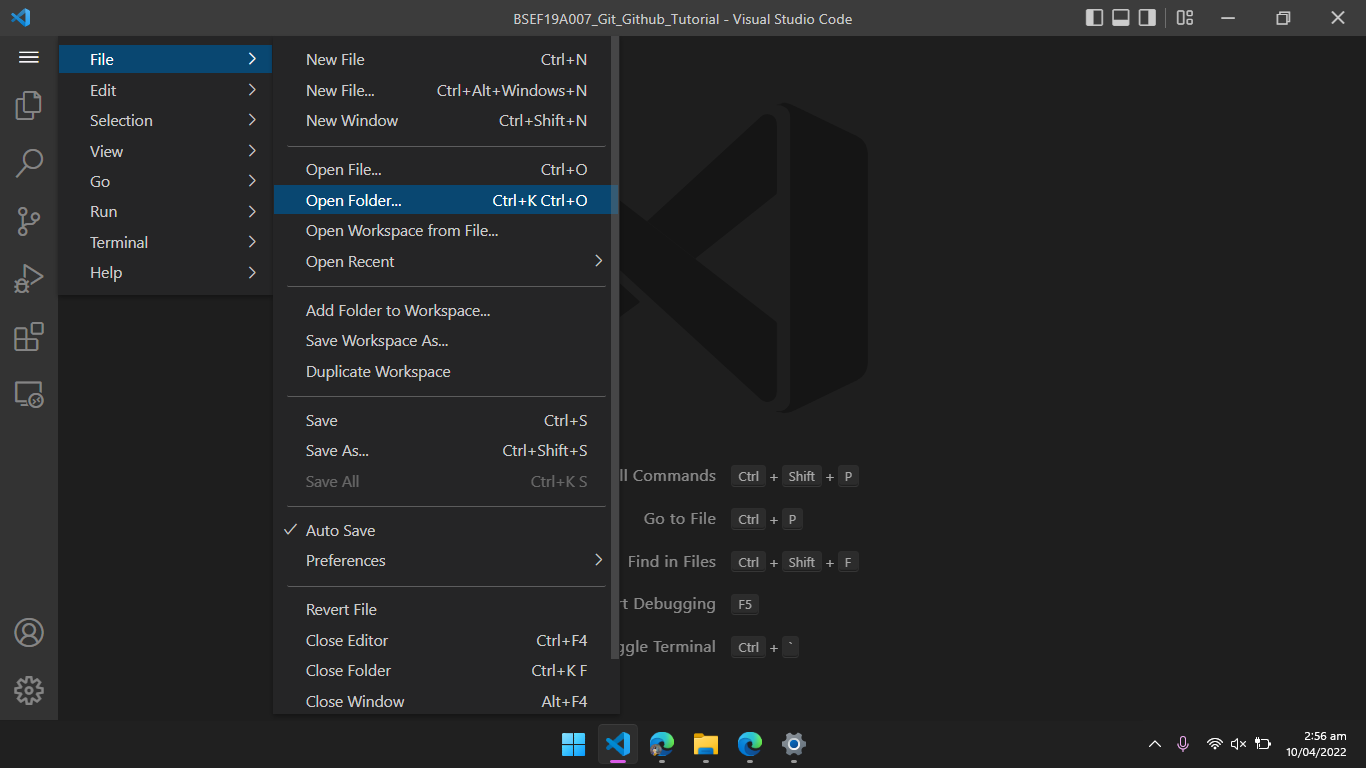 BSEF19A007_Git_Github_Tutorial - Visual Studio Code
File
Edit
Selection
View
Go
Run
Terminal
Help
New File Ctrl+N
New File... Ctrl+Alt+Windows+N
New Window Ctrl+Shift+N
Open File... Ctrl+O
Open Folder... Ctrl+K Ctrl+O
Open Workspace from File...
Open Recent
Add Folder to Workspace...
Save Workspace As...
Duplicate Workspace
Save Ctrl+S
Save As... Ctrl+Shift+S
Save All Ctrl+K S
Auto Save
Preferences
Revert File
Close Editor Ctrl+F4
Close Folder Ctrl+K F
Close Window Alt+F4
ll Commands Ctrl + Shift + P
Go to File Ctrl + P
Find in Files Ctrl + Shift + F
rt Debugging F5
ggle Terminal Ctrl + `
2:56 am
10/04/2022